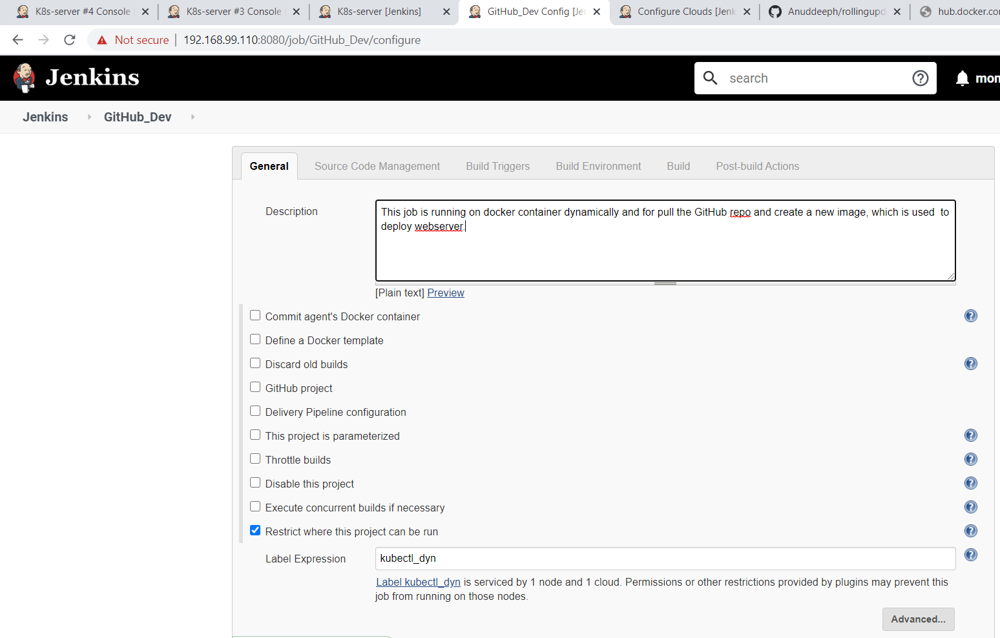 K8s-server #4 Console
K8s-server #3 Console
K8s-server [Jenkins]
GitHub_Dev Config [Je
Configure Clouds [Jenk
Anuddeeph/rollingupd
hub.docker.co
Not secure
192.168.99.110:8080/job/GitHub_Dev/configure
Jenkins
search
mon
Jenkins
GitHub_Dev
General
Source Code Management
Build Triggers
Build Environment
Build
Post-build Actions
Description
This job is running on docker container dynamically and for pull the GitHub repo and create a new image, which is used  to
deploy webserver.
[Plain text] Preview
Commit agent's Docker container
Define a Docker template
Discard old builds
GitHub project
Delivery Pipeline configuration
This project is parameterized
Throttle builds
Disable this project
Execute concurrent builds if necessary
Restrict where this project can be run
Label Expression
kubectl_dyn
Label kubectl_dyn is serviced by 1 node and 1 cloud. Permissions or other restrictions provided by plugins may prevent this
job from running on those nodes.
Advanced...